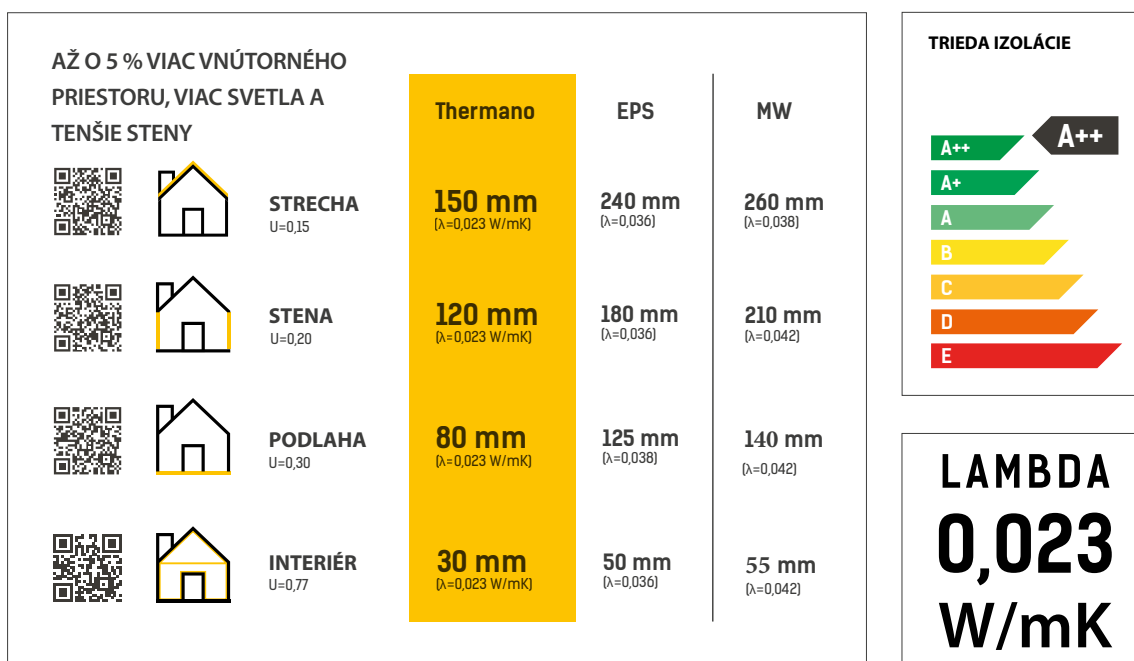 AŽ O 5 % VIAC VNÚTORNÉHO
PRIESTORU, VIAC SVETLA A
TENŠIE STENY
Thermano EPS MW
STRECHA 150 mm 240 mm 260 mm
U=0,15 (λ=0,023 W/mK) (λ=0,036) (λ=0,038)
STENA 120 mm 180 mm 210 mm
U=0,20 (λ=0,023 W/mK) (λ=0,036) (λ=0,042)
PODLAHA 80 mm 125 mm 140 mm
U=0,30 (λ=0,023 W/mK) (λ=0,038) (λ=0,042)
INTERIÉR 30 mm 50 mm 55 mm
U=0,77 (λ=0,023 W/mK) (λ=0,036) (λ=0,042)
TRIEDA IZOLÁCIE
A++ A++
A+
A
B
C
D
E
LAMBDA
0,023
W/mK